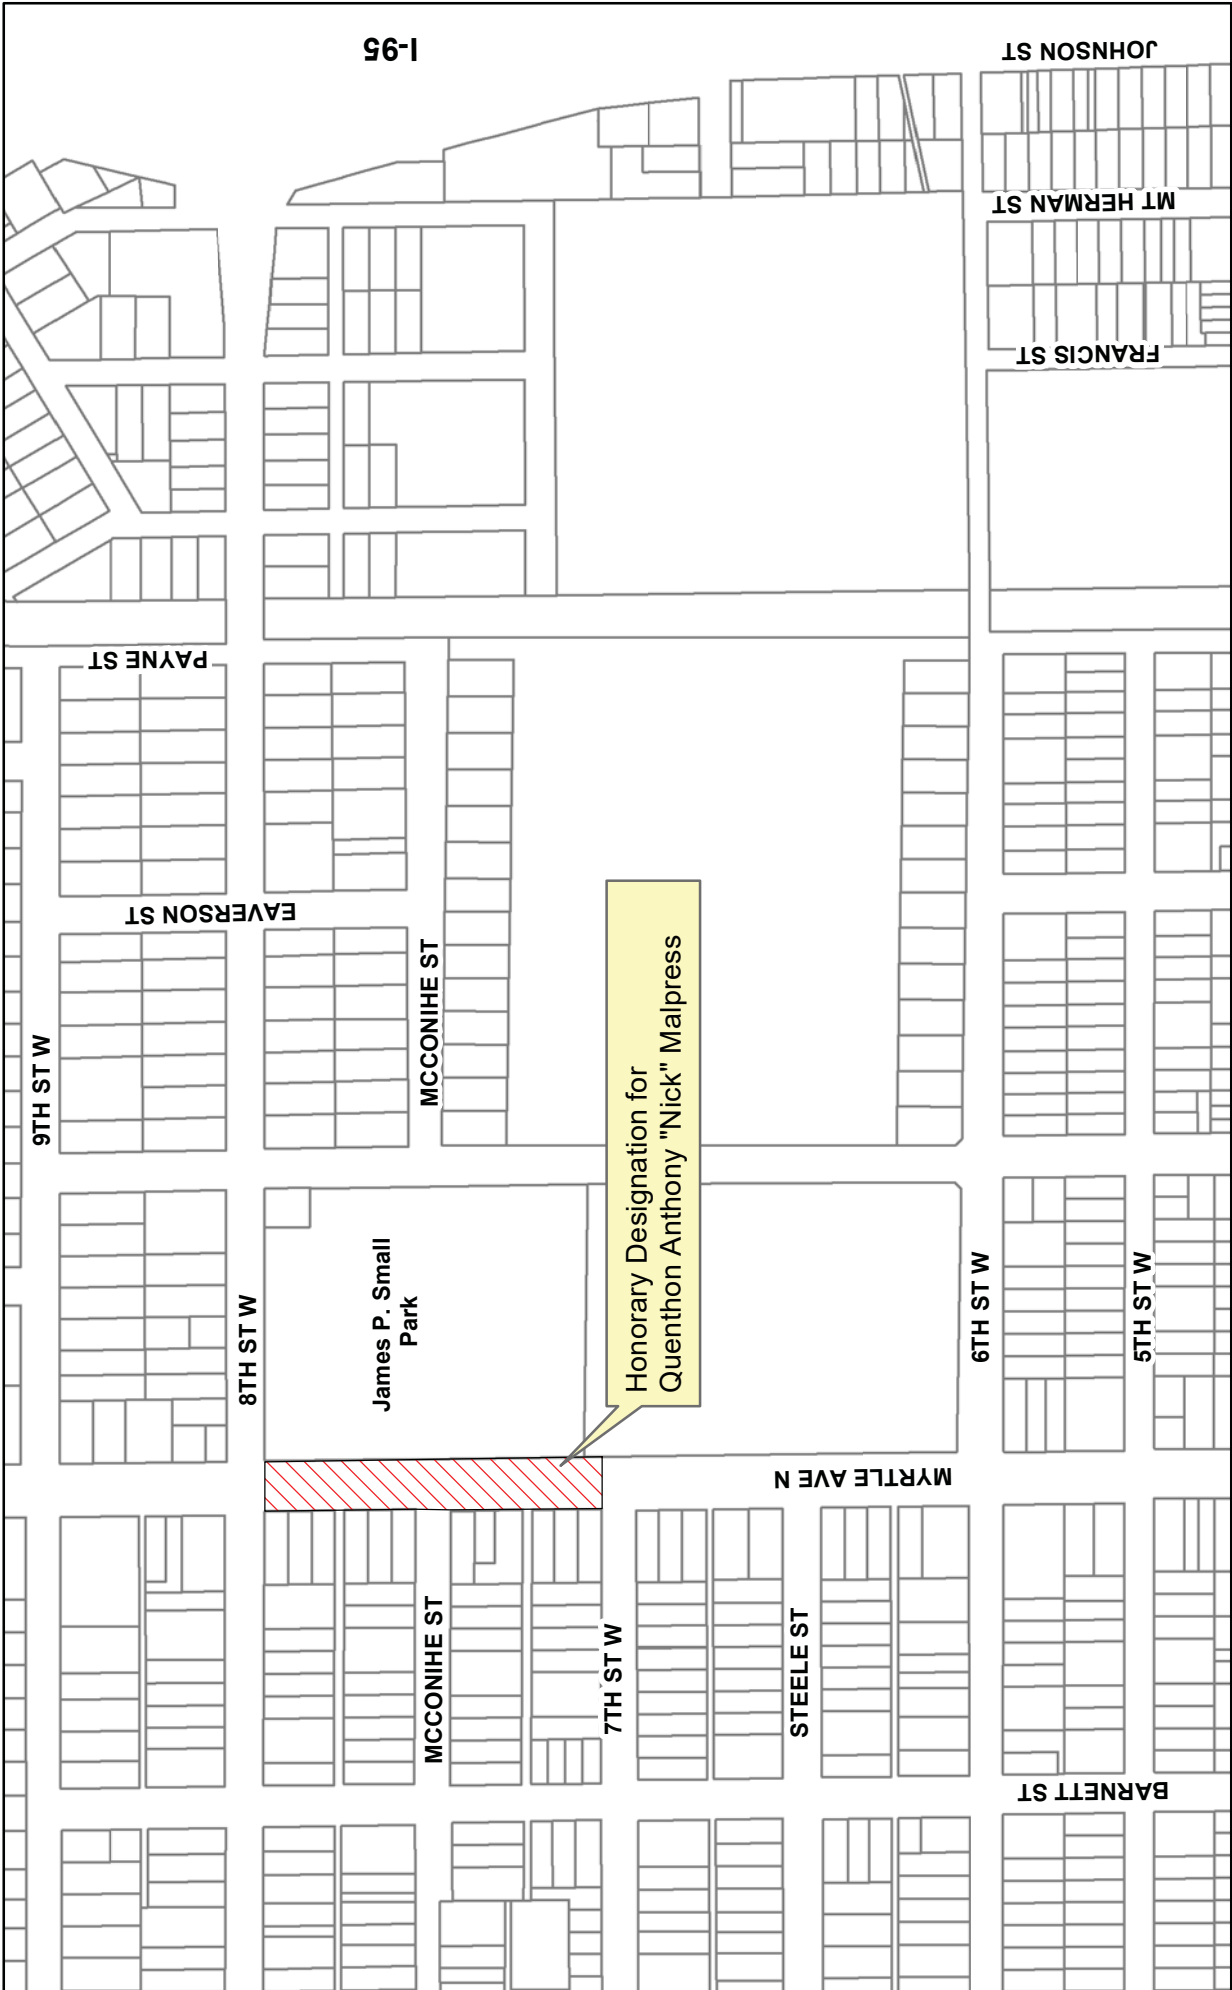 I-95
JOHNSON ST
MT HERMAN ST
FRANCIS ST
PAYNE ST
EAVERSON ST
MCCONIHE ST
9TH ST W
Honorary Designation for
Quenthon Anthony "Nick" Malpress
James P. Small
Park
8TH ST W
6TH ST W
5TH ST W
MYRTLE AVE N
MCCONIHE ST
7TH ST W
STEELE ST
BARNETT ST